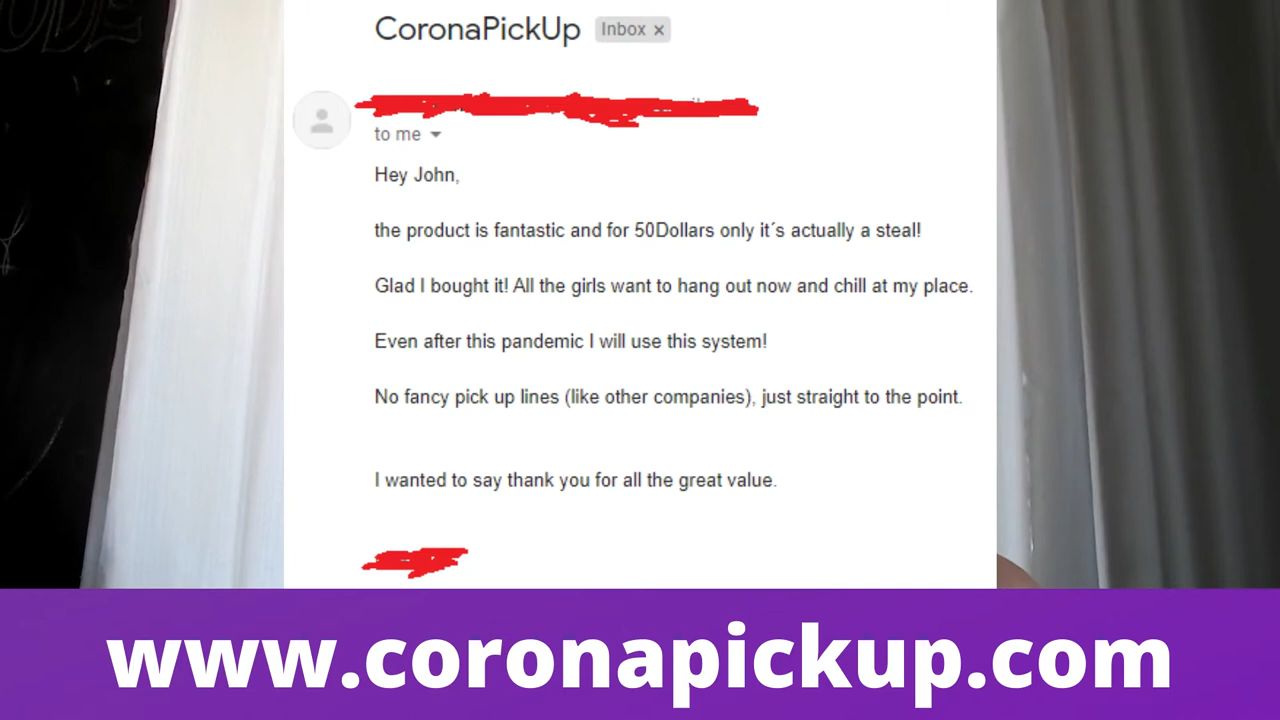 CoronaPickUp Inbox ×
to me
Hey John,
the product is fantastic and for 50Dollars only it´s actually a steal!
Glad I bought it! All the girls want to hang out now and chill at my place.
Even after this pandemic I will use this system!
No fancy pick up lines (like other companies), just straight to the point.
I wanted to say thank you for all the great value.
www.coronapickup.com